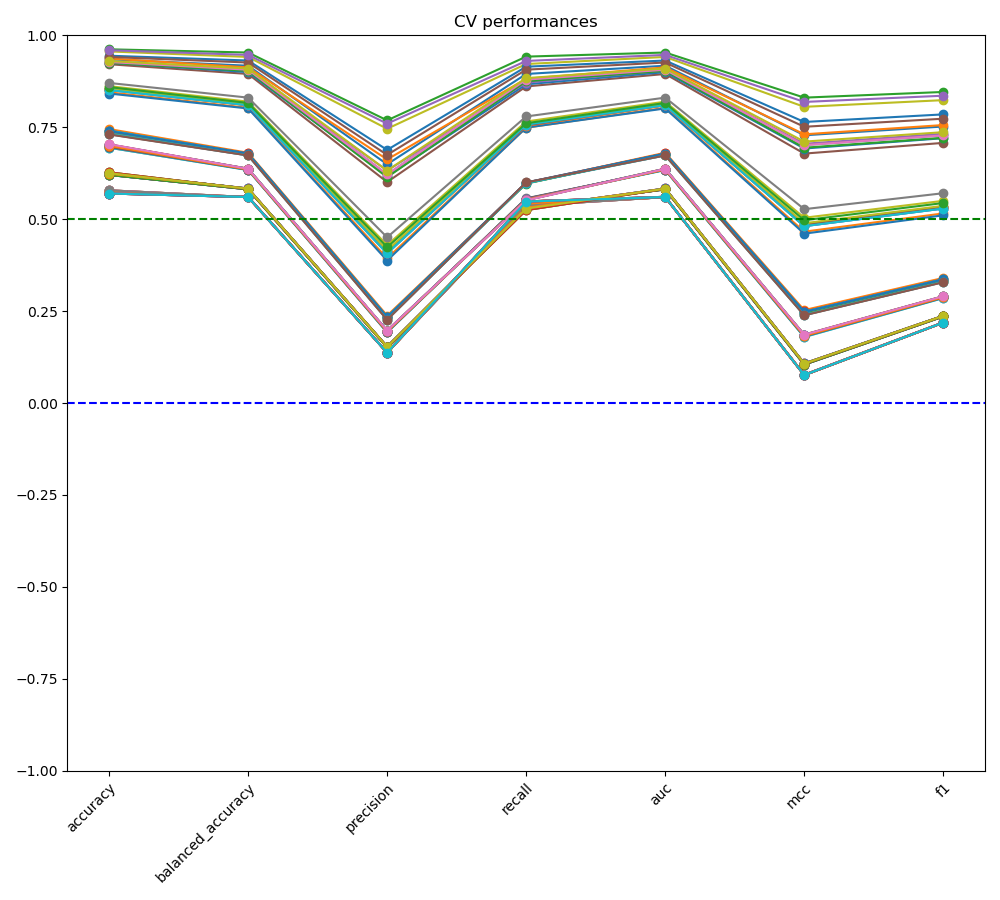 CV performances
1.00
0.75
0.50
0.25
0.00
−0.25
−0.50
−0.75
−1.00
accuracy
balanced_accuracy
precision
recall
auc
mcc
f1